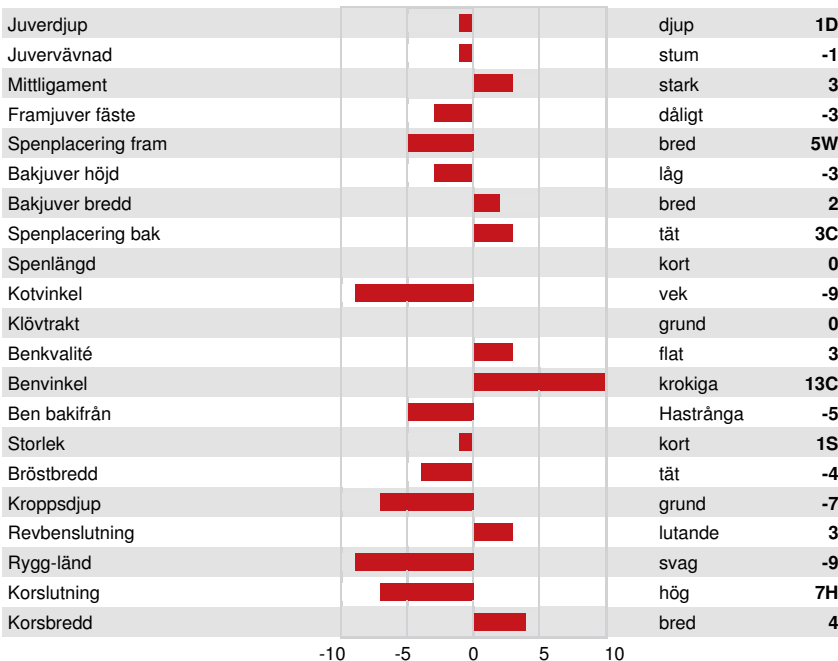 Juverdjup djup 1D
Juvervävnad stum -1
Mittligament stark 3
Framjuver fäste dåligt -3
Spenplacering fram bred 5W
Bakjuver höjd låg -3
Bakjuver bredd bred 2
Spenplacering bak tät 3C
Spenlängd kort 0
Kotvinkel vek -9
Klövtrakt grund 0
Benkvalité flat 3
Benvinkel krokiga 13C
Ben bakifrån Hastrånga -5
Storlek kort 1S
Bröstbredd tät -4
Kroppsdjup grund -7
Revbenslutning lutande 3
Rygg-länd svag -9
Korslutning hög 7H
Korsbredd bred 4
-10 -5 0 5 10